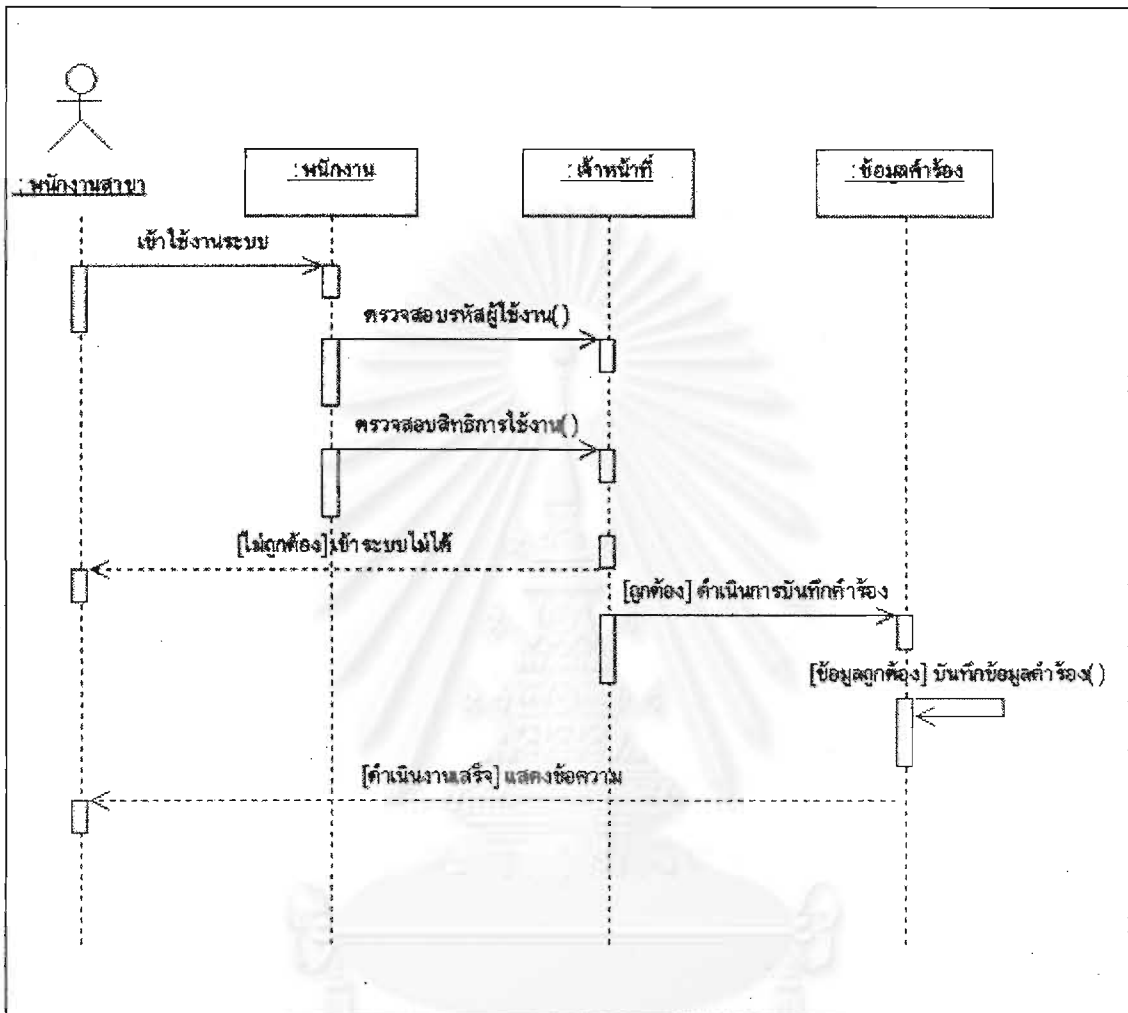 :พนักงานสาขา
:พนักงาน
:เจ้าหน้าที่
:ข้อมูลคำร้อง
เข้าใช้งานระบบ
ตรวจสอบรหัสผู้ใช้งาน()
ตรวจสอบสิทธิการใช้งาน()
[ไม่ถูกต้อง] เข้าระบบไม่ได้
[ถูกต้อง] ดำเนินการบันทึกคำร้อง
[ข้อมูลถูกต้อง] บันทึกข้อมูลคำร้อง()
[ดำเนินงานเสร็จ] แสดงข้อความ